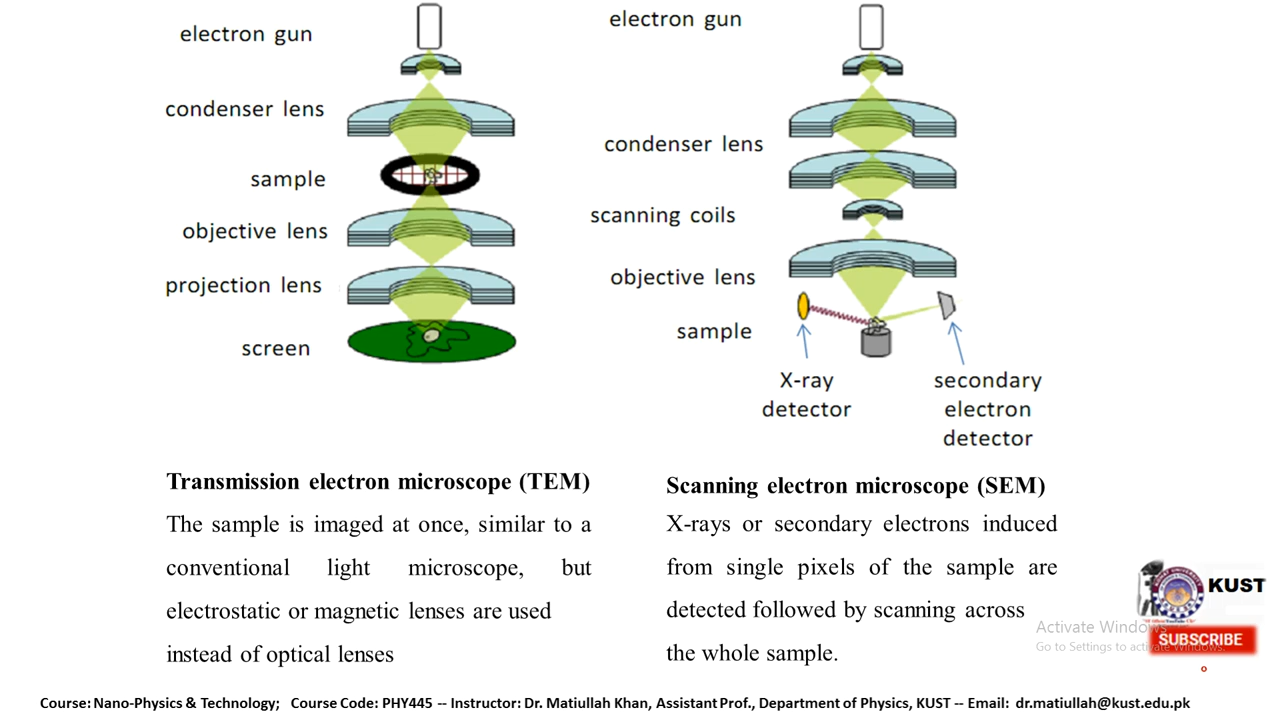 electron gun
condenser lens
sample
objective lens
projection lens
screen
electron gun
condenser lens
scanning coils
objective lens
sample
X-ray
detector
secondary
electron
detector
Transmission electron microscope (TEM)
The sample is imaged at once, similar to a
conventional light microscope, but
electrostatic or magnetic lenses are used
instead of optical lenses
Scanning electron microscope (SEM)
X-rays or secondary electrons induced
from single pixels of the sample are
detected followed by scanning across
the whole sample.
KUST
SUBSCRIBE
Activate Windows
Go to Settings to activate Windows.
Course: Nano-Physics & Technology; Course Code: PHY445 -- Instructor: Dr. Matiullah Khan, Assistant Prof., Department of Physics, KUST -- Email: dr.matiullah@kust.edu.pk